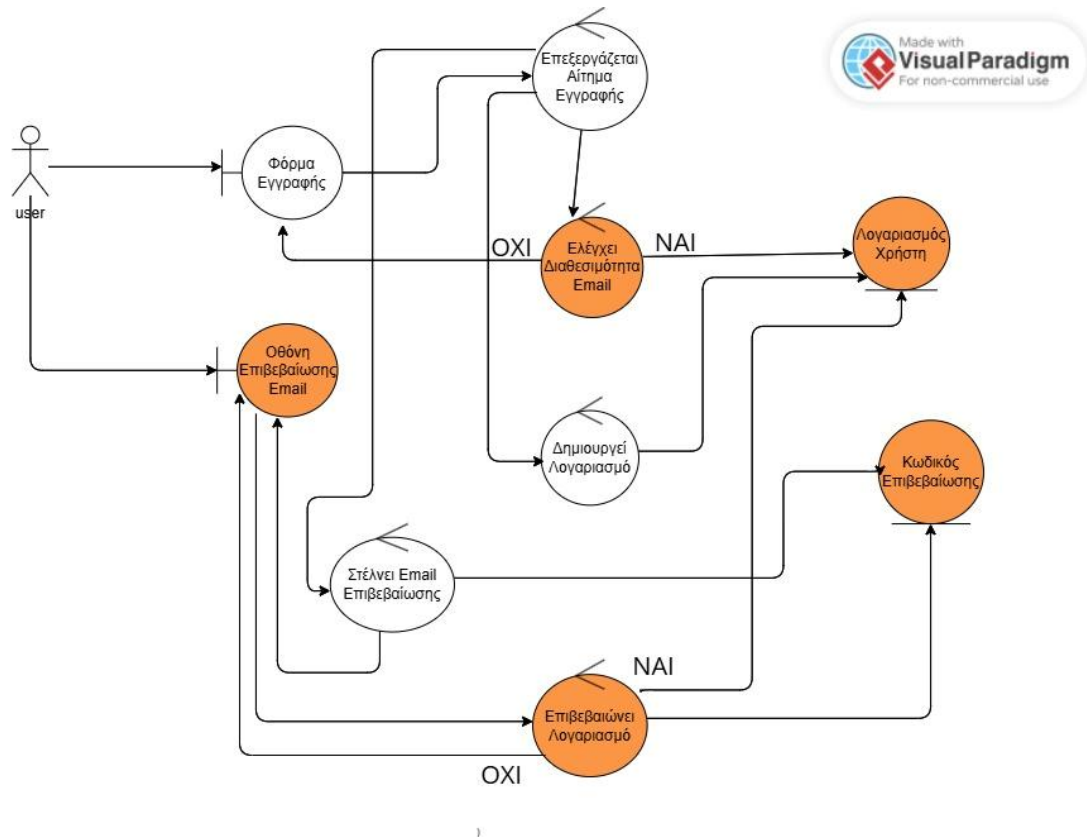 Made with
Visual Paradigm
For non-commercial use
Επεξεργάζεται
Αίτημα
Εγγραφής
Φόρμα
Εγγραφής
user
ΟΧΙ
Ελέγχει
Διαθεσιμότητα
Email
ΝΑΙ
Λογαριασμός
Χρήστη
Οθόνη
Επιβεβαίωσης
Email
Δημιουργεί
Λογαριασμό
Κωδικός
Επιβεβαίωσης
Στέλνει Email
Επιβεβαίωσης
ΝΑΙ
Επιβεβαιώνει
Λογαριασμό
ΟΧΙ
)